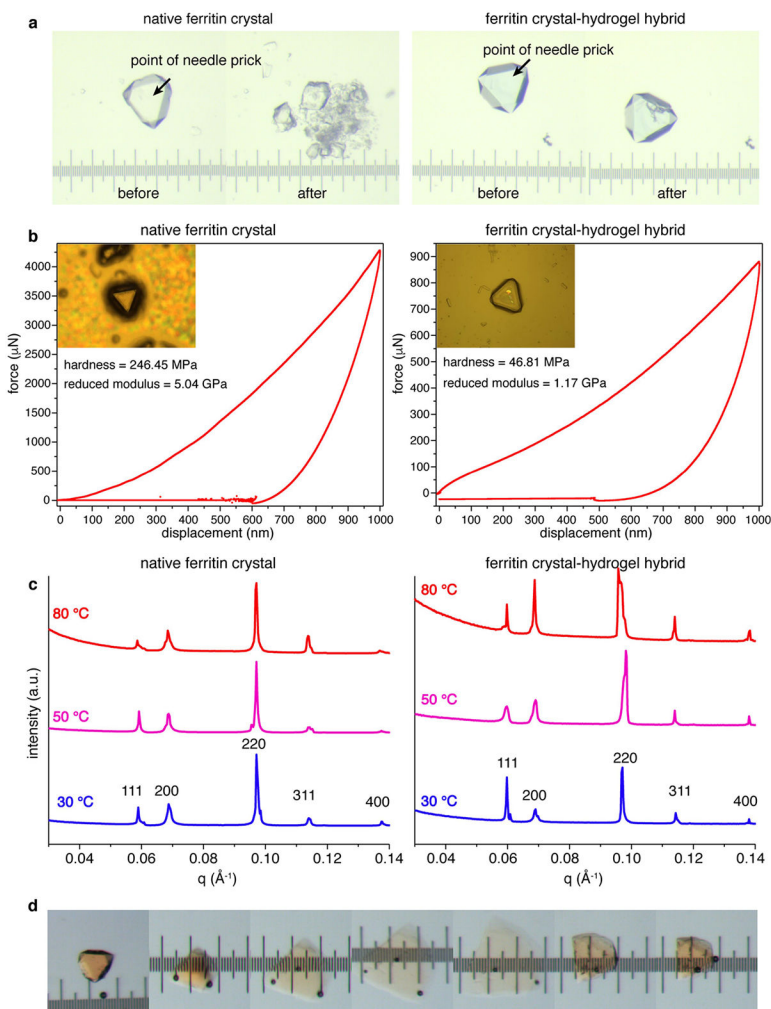 native ferritin crystal
ferritin crystal-hydrogel hybrid
a
point of needle prick
before
after
point of needle prick
before
after
b
native ferritin crystal
ferritin crystal-hydrogel hybrid
force (µN)
4000
3500
3000
2500
2000
1500
1000
500
0
hardness = 246.45 MPa
reduced modulus = 5.04 GPa
0 100 200 300 400 500 600 700 800 900 1000
displacement (nm)
force (µN)
900
800
700
600
500
400
300
200
100
0
hardness = 46.81 MPa
reduced modulus = 1.17 GPa
0 100 200 300 400 500 600 700 800 900 1000
displacement (nm)
c
native ferritin crystal
ferritin crystal-hydrogel hybrid
intensity (a.u.)
80 °C
50 °C
30 °C
111 200 220 311 400
0.04 0.06 0.08 0.10 0.12 0.14
q (Å⁻¹)
80 °C
50 °C
30 °C
111 200 220 311 400
0.04 0.06 0.08 0.10 0.12 0.14
q (Å⁻¹)
d